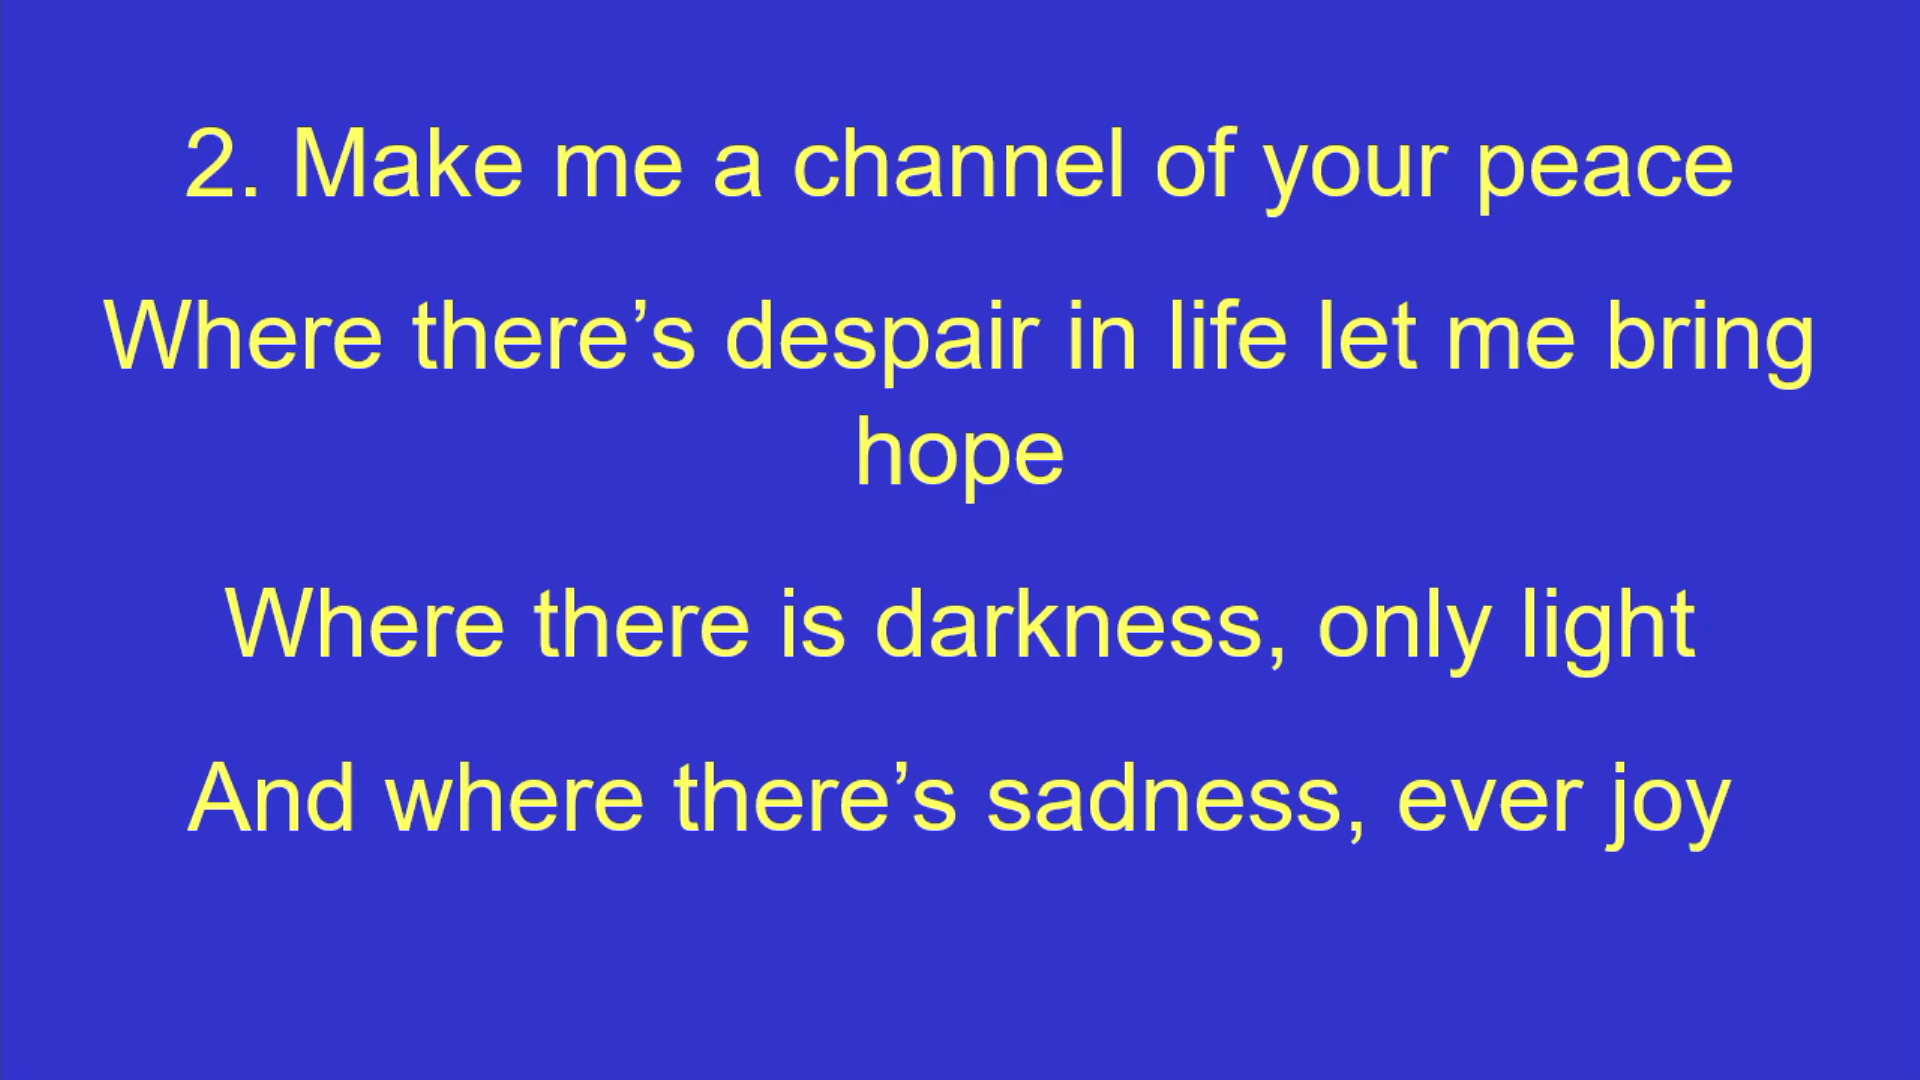 2. Make me a channel of your peace
Where there’s despair in life let me bring
hope
Where there is darkness, only light
And where there’s sadness, ever joy